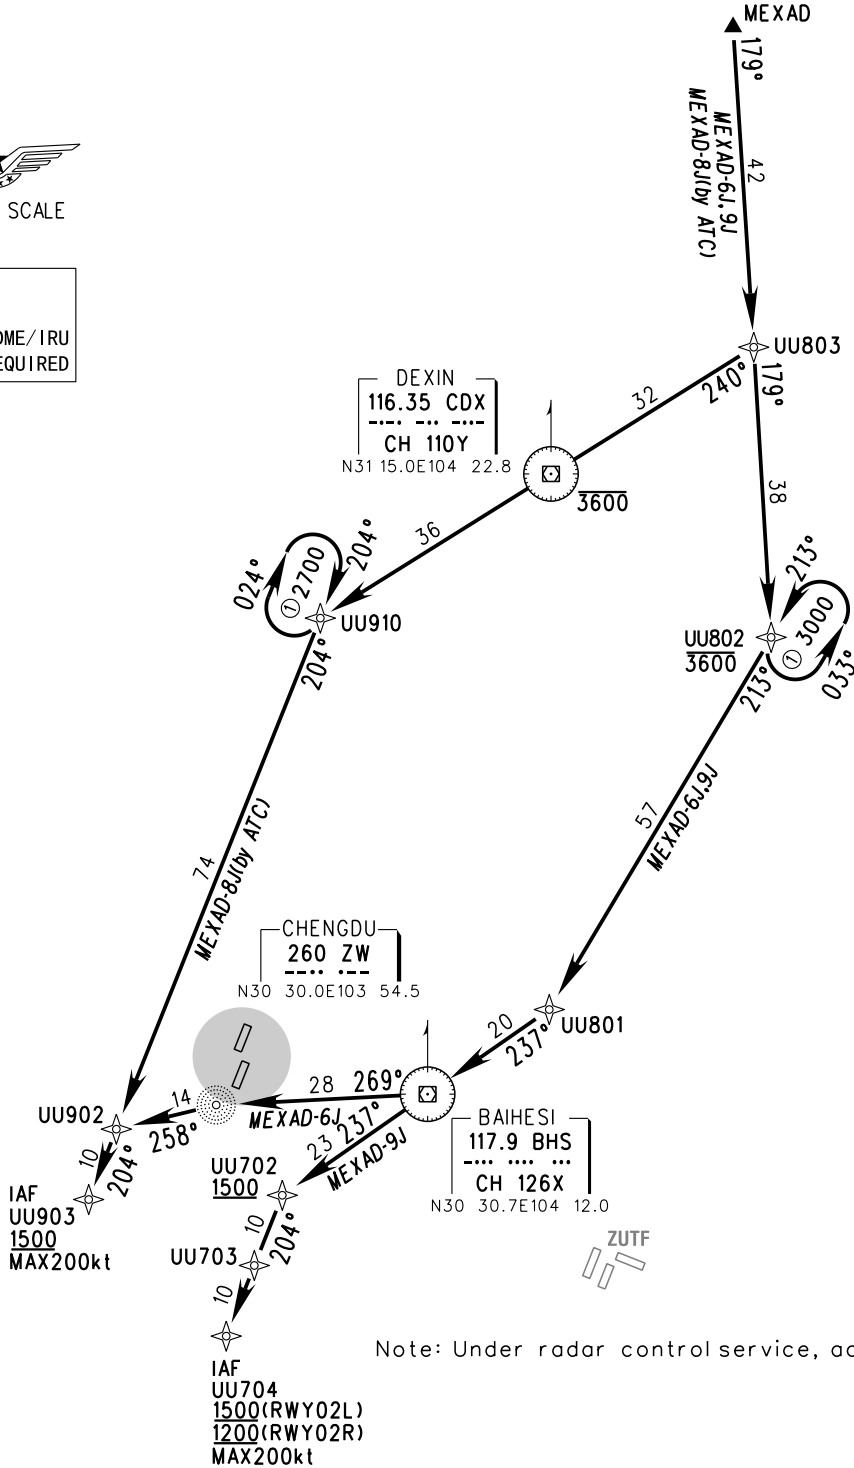 MEXAD
179°
MEXAD-6J,9J
MEXAD-8J(by ATC)
42
SCALE
DME/IRU
EQUIRED
UU803
240°
179°
32
38
DEXIN
116.35 CDX
CH 110Y
N31 15.0E104 22.8
3600
36
204°
024°
① 2700
UU910
204°
213°
UU802
3600
① 3000
033°
213°
57
MEXAD-6J,9J
74
MEXAD-8J(by ATC)
CHENGDU
260 ZW
N30 30.0E103 54.5
UU801
20
237°
28
269°
MEXAD-6J
14
258°
UU902
10
204°
IAF
UU903
1500
MAX200kt
23
237°
MEXAD-9J
BAIHESI
117.9 BHS
CH 126X
N30 30.7E104 12.0
UU702
1500
10
204°
UU703
10
ZUTF
IAF
UU704
1500(RWY02L)
1200(RWY02R)
MAX200kt
Note: Under radar control service,